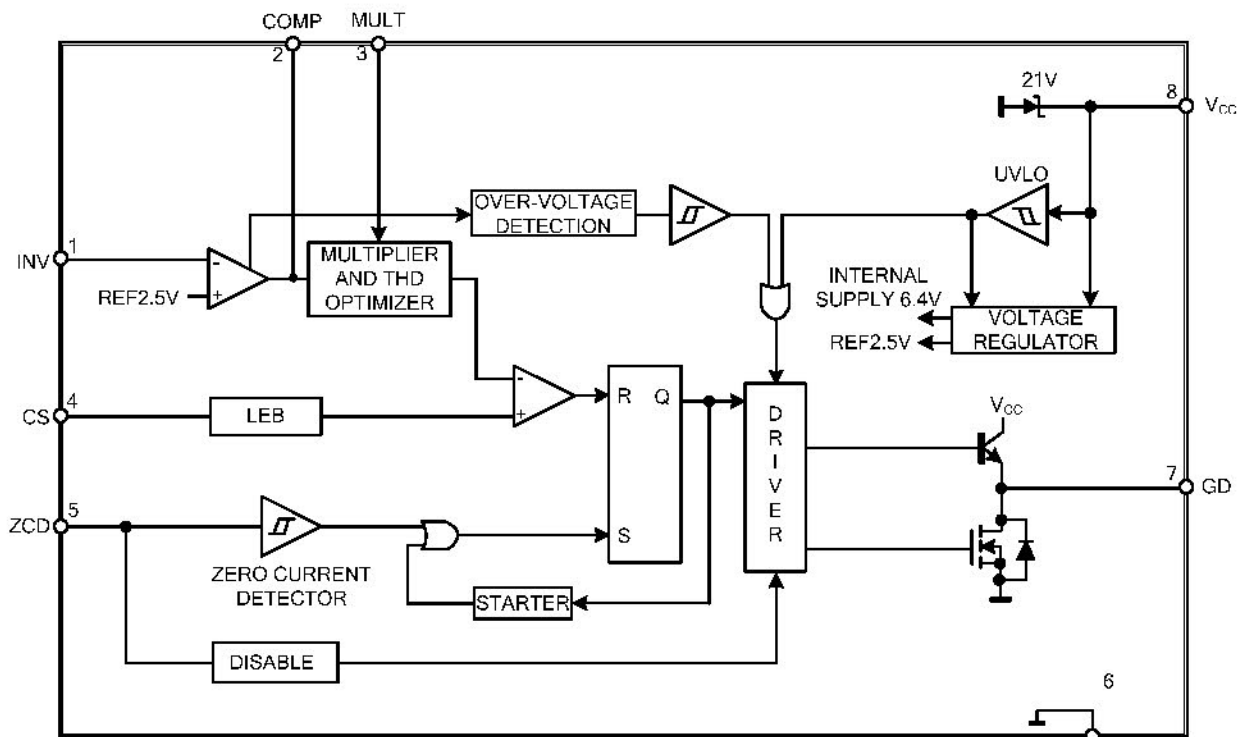 COMP MULT
2 3
21V
8
VCC
UVLO
OVER-VOLTAGE
DETECTION
1
INV
-
+
REF2.5V
MULTIPLIER
AND THD
OPTIMIZER
INTERNAL
SUPPLY 6.4V
REF2.5V
VOLTAGE
REGULATOR
-
+
R Q
S
4
CS
LEB
DRIVER
VCC
7
GD
5
ZCD
ZERO CURRENT
DETECTOR
STARTER
DISABLE
6